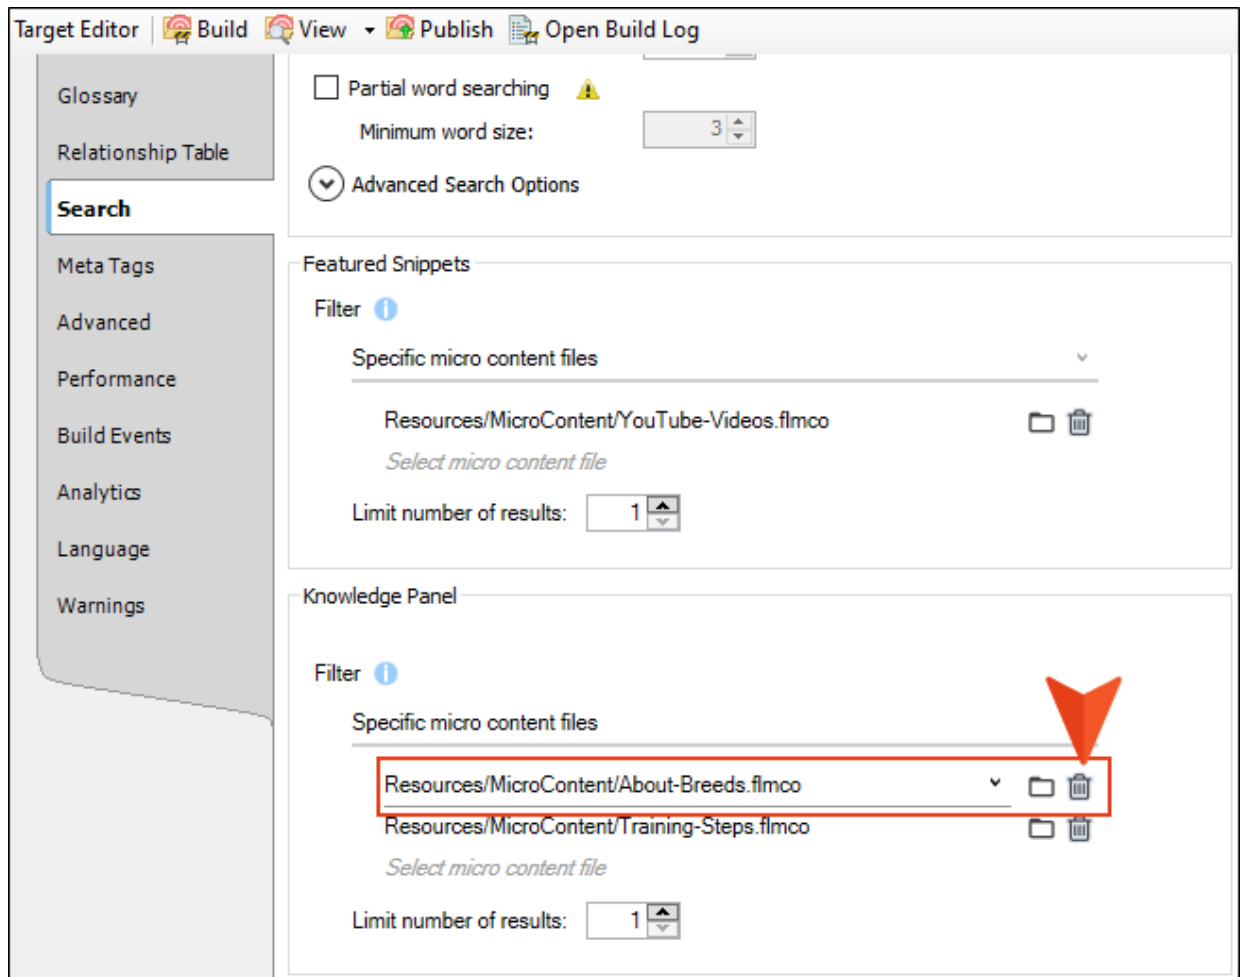 Target Editor Build View Publish Open Build Log
Glossary
Relationship Table
Search
Meta Tags
Advanced
Performance
Build Events
Analytics
Language
Warnings
Partial word searching
Minimum word size: 3
Advanced Search Options
Featured Snippets
Filter
Specific micro content files
Resources/MicroContent/YouTube-Videos.flmco
Select micro content file
Limit number of results: 1
Knowledge Panel
Filter
Specific micro content files
Resources/MicroContent/About-Breeds.flmco
Resources/MicroContent/Training-Steps.flmco
Select micro content file
Limit number of results: 1